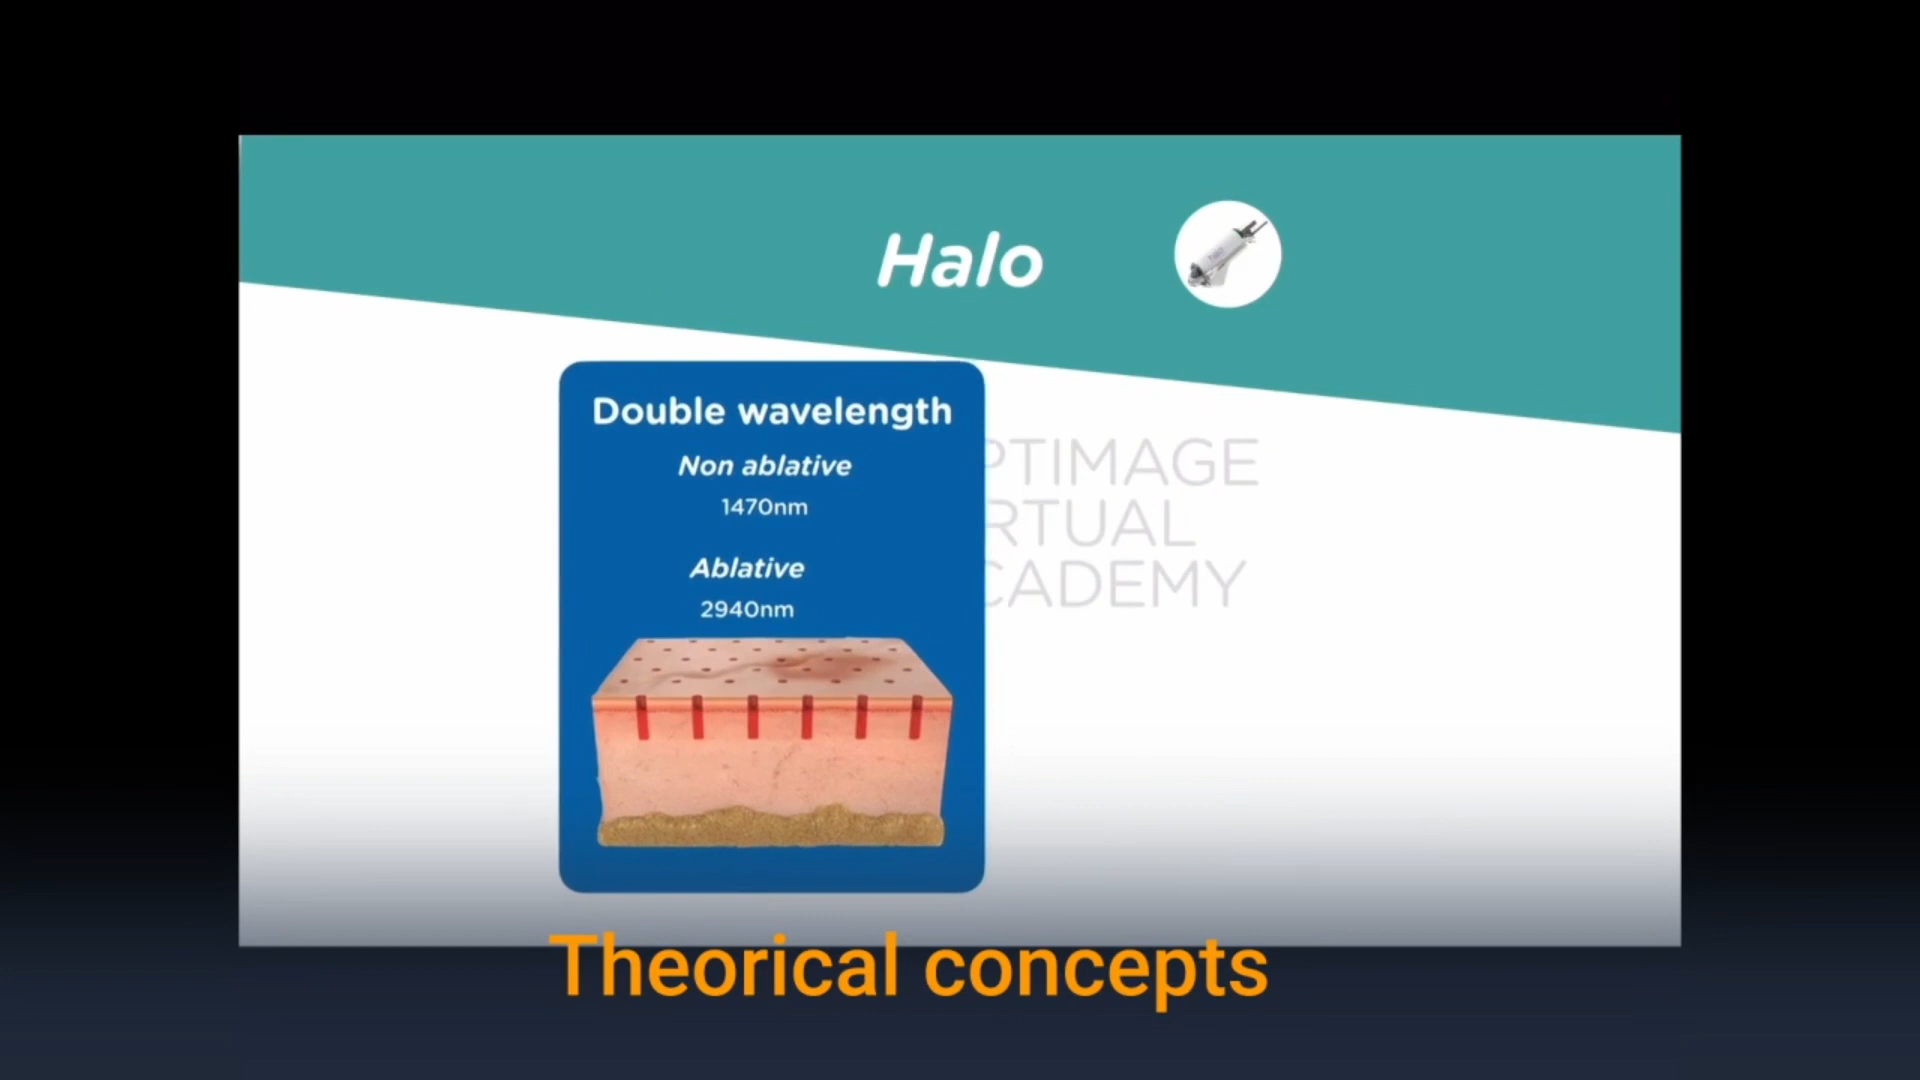 Halo
Double wavelength
Non ablative
1470nm
Ablative
2940nm
PTIMAGE
RTUAL
CADEMY
Theorical concepts